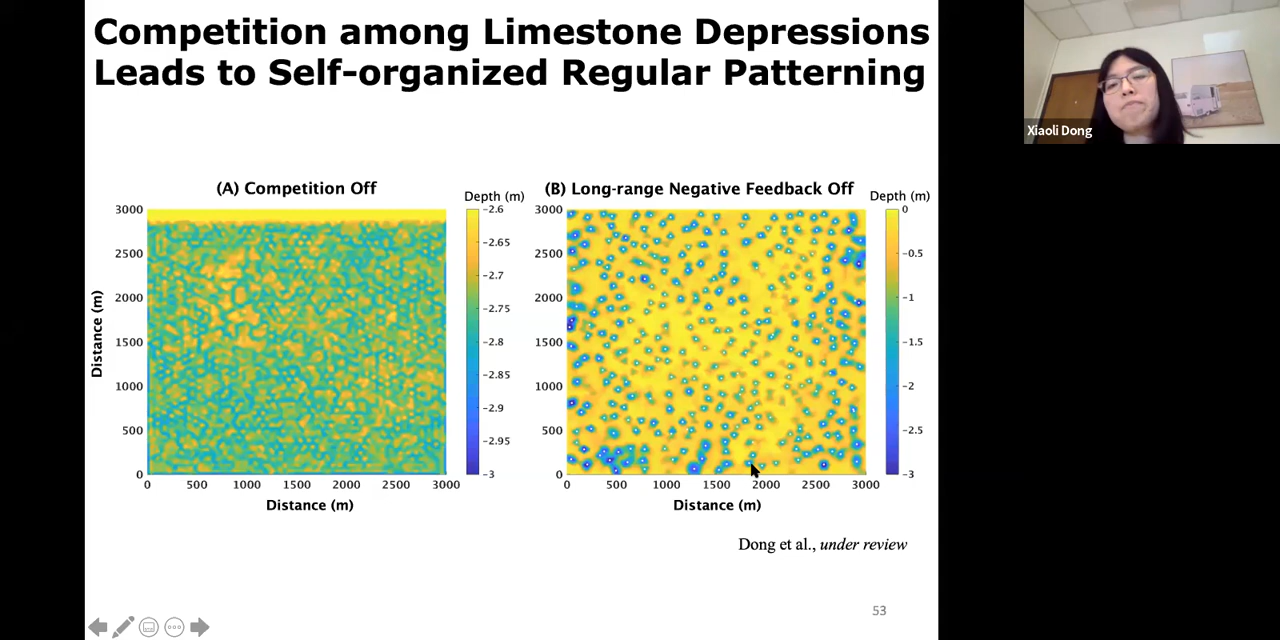 Competition among Limestone Depressions
Leads to Self-organized Regular Patterning
Xiaoli Dong
(A) Competition Off
Depth (m)
Distance (m)
3000
2500
2000
1500
1000
500
0
0 500 1000 1500 2000 2500 3000
Distance (m)
-2.6
-2.65
-2.7
-2.75
-2.8
-2.85
-2.9
-2.95
-3
(B) Long-range Negative Feedback Off
Depth (m)
3000
2500
2000
1500
1000
500
0
0 500 1000 1500 2000 2500 3000
Distance (m)
0
-0.5
-1
-1.5
-2
-2.5
-3
Dong et al., under review
53